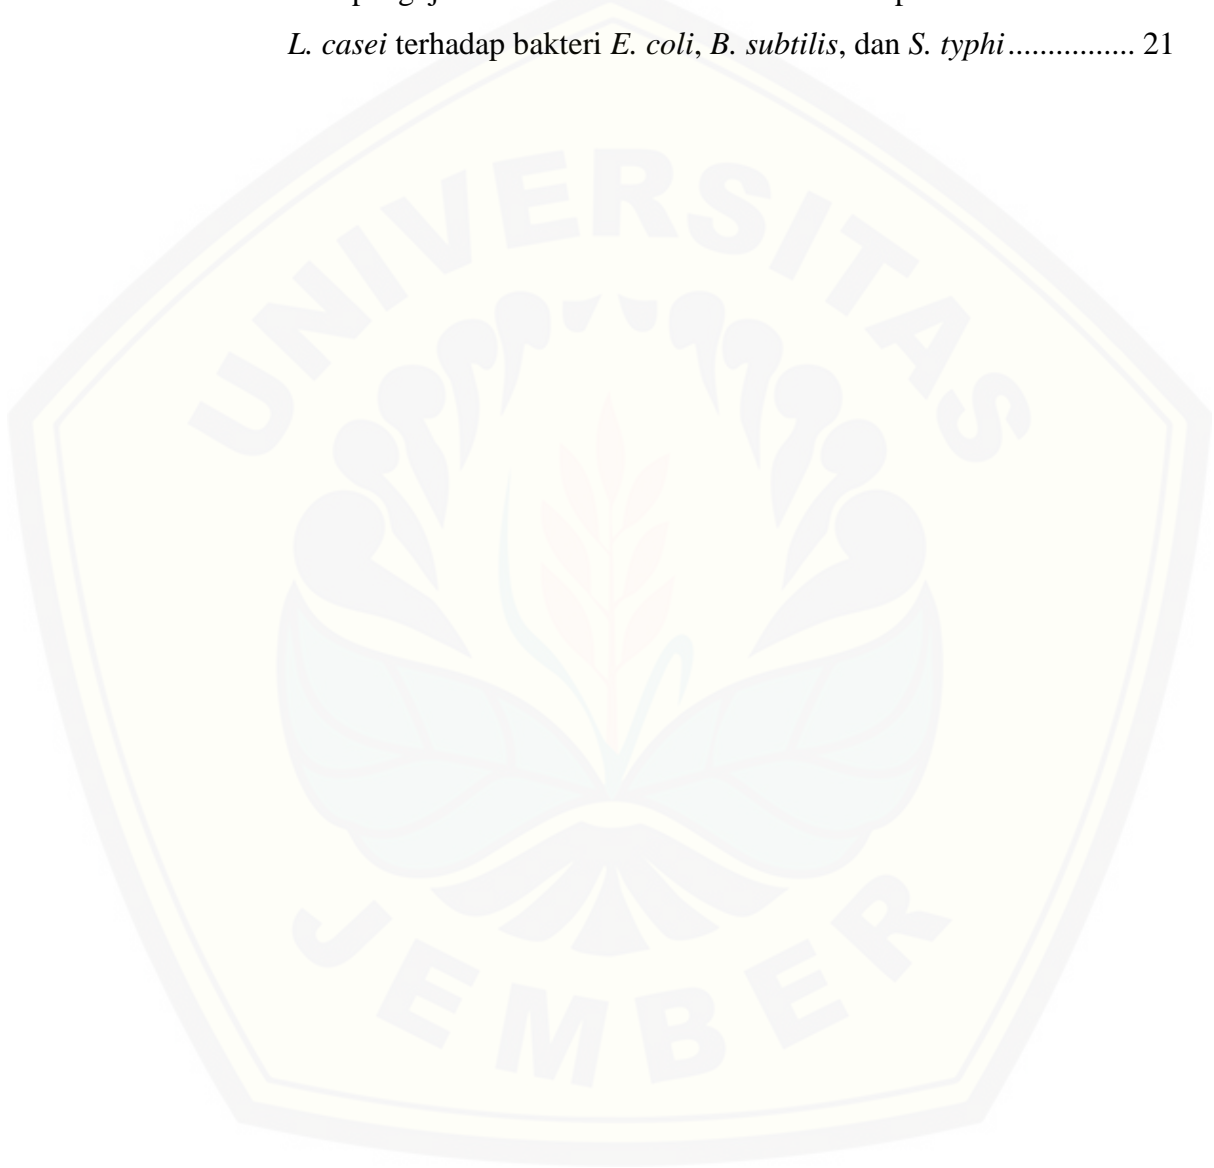 L. casei terhadap bakteri E. coli, B. subtilis, dan S. typhi................ 21
UNIVERSITAS
JEMBER